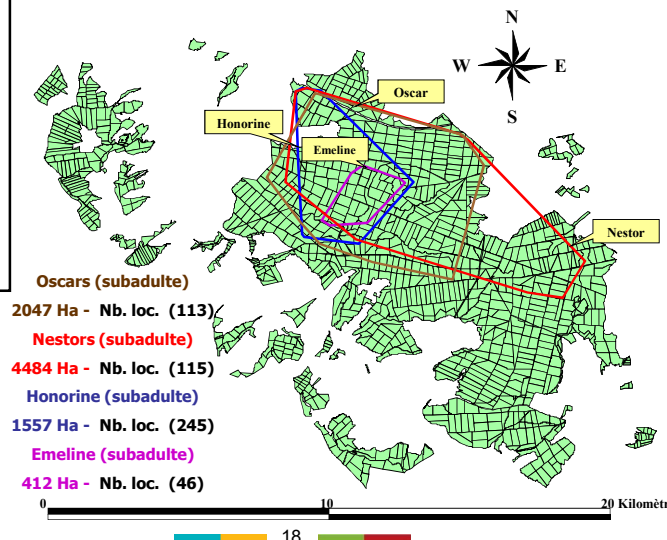 N
W E
S
Oscar
Honorine
Emeline
Nestor
Oscars (subadulte)
2047 Ha - Nb. loc. (113)
Nestors (subadulte)
4484 Ha - Nb. loc. (115)
Honorine (subadulte)
1557 Ha - Nb. loc. (245)
Emeline (subadulte)
412 Ha - Nb. loc. (46)
0 10 20 Kilomètr
18